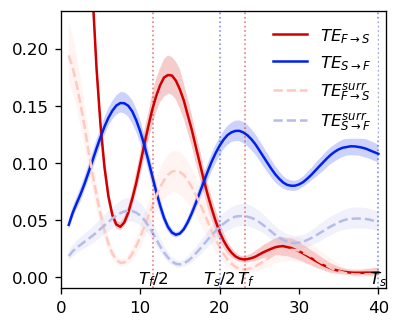 0.20
0.15
0.10
0.05
0.00
TE_{F→S}
TE_{S→F}
TE^{surr}_{F→S}
TE^{surr}_{S→F}
T_f/2
T_s/2
T_f
T_s
0
10
20
30
40